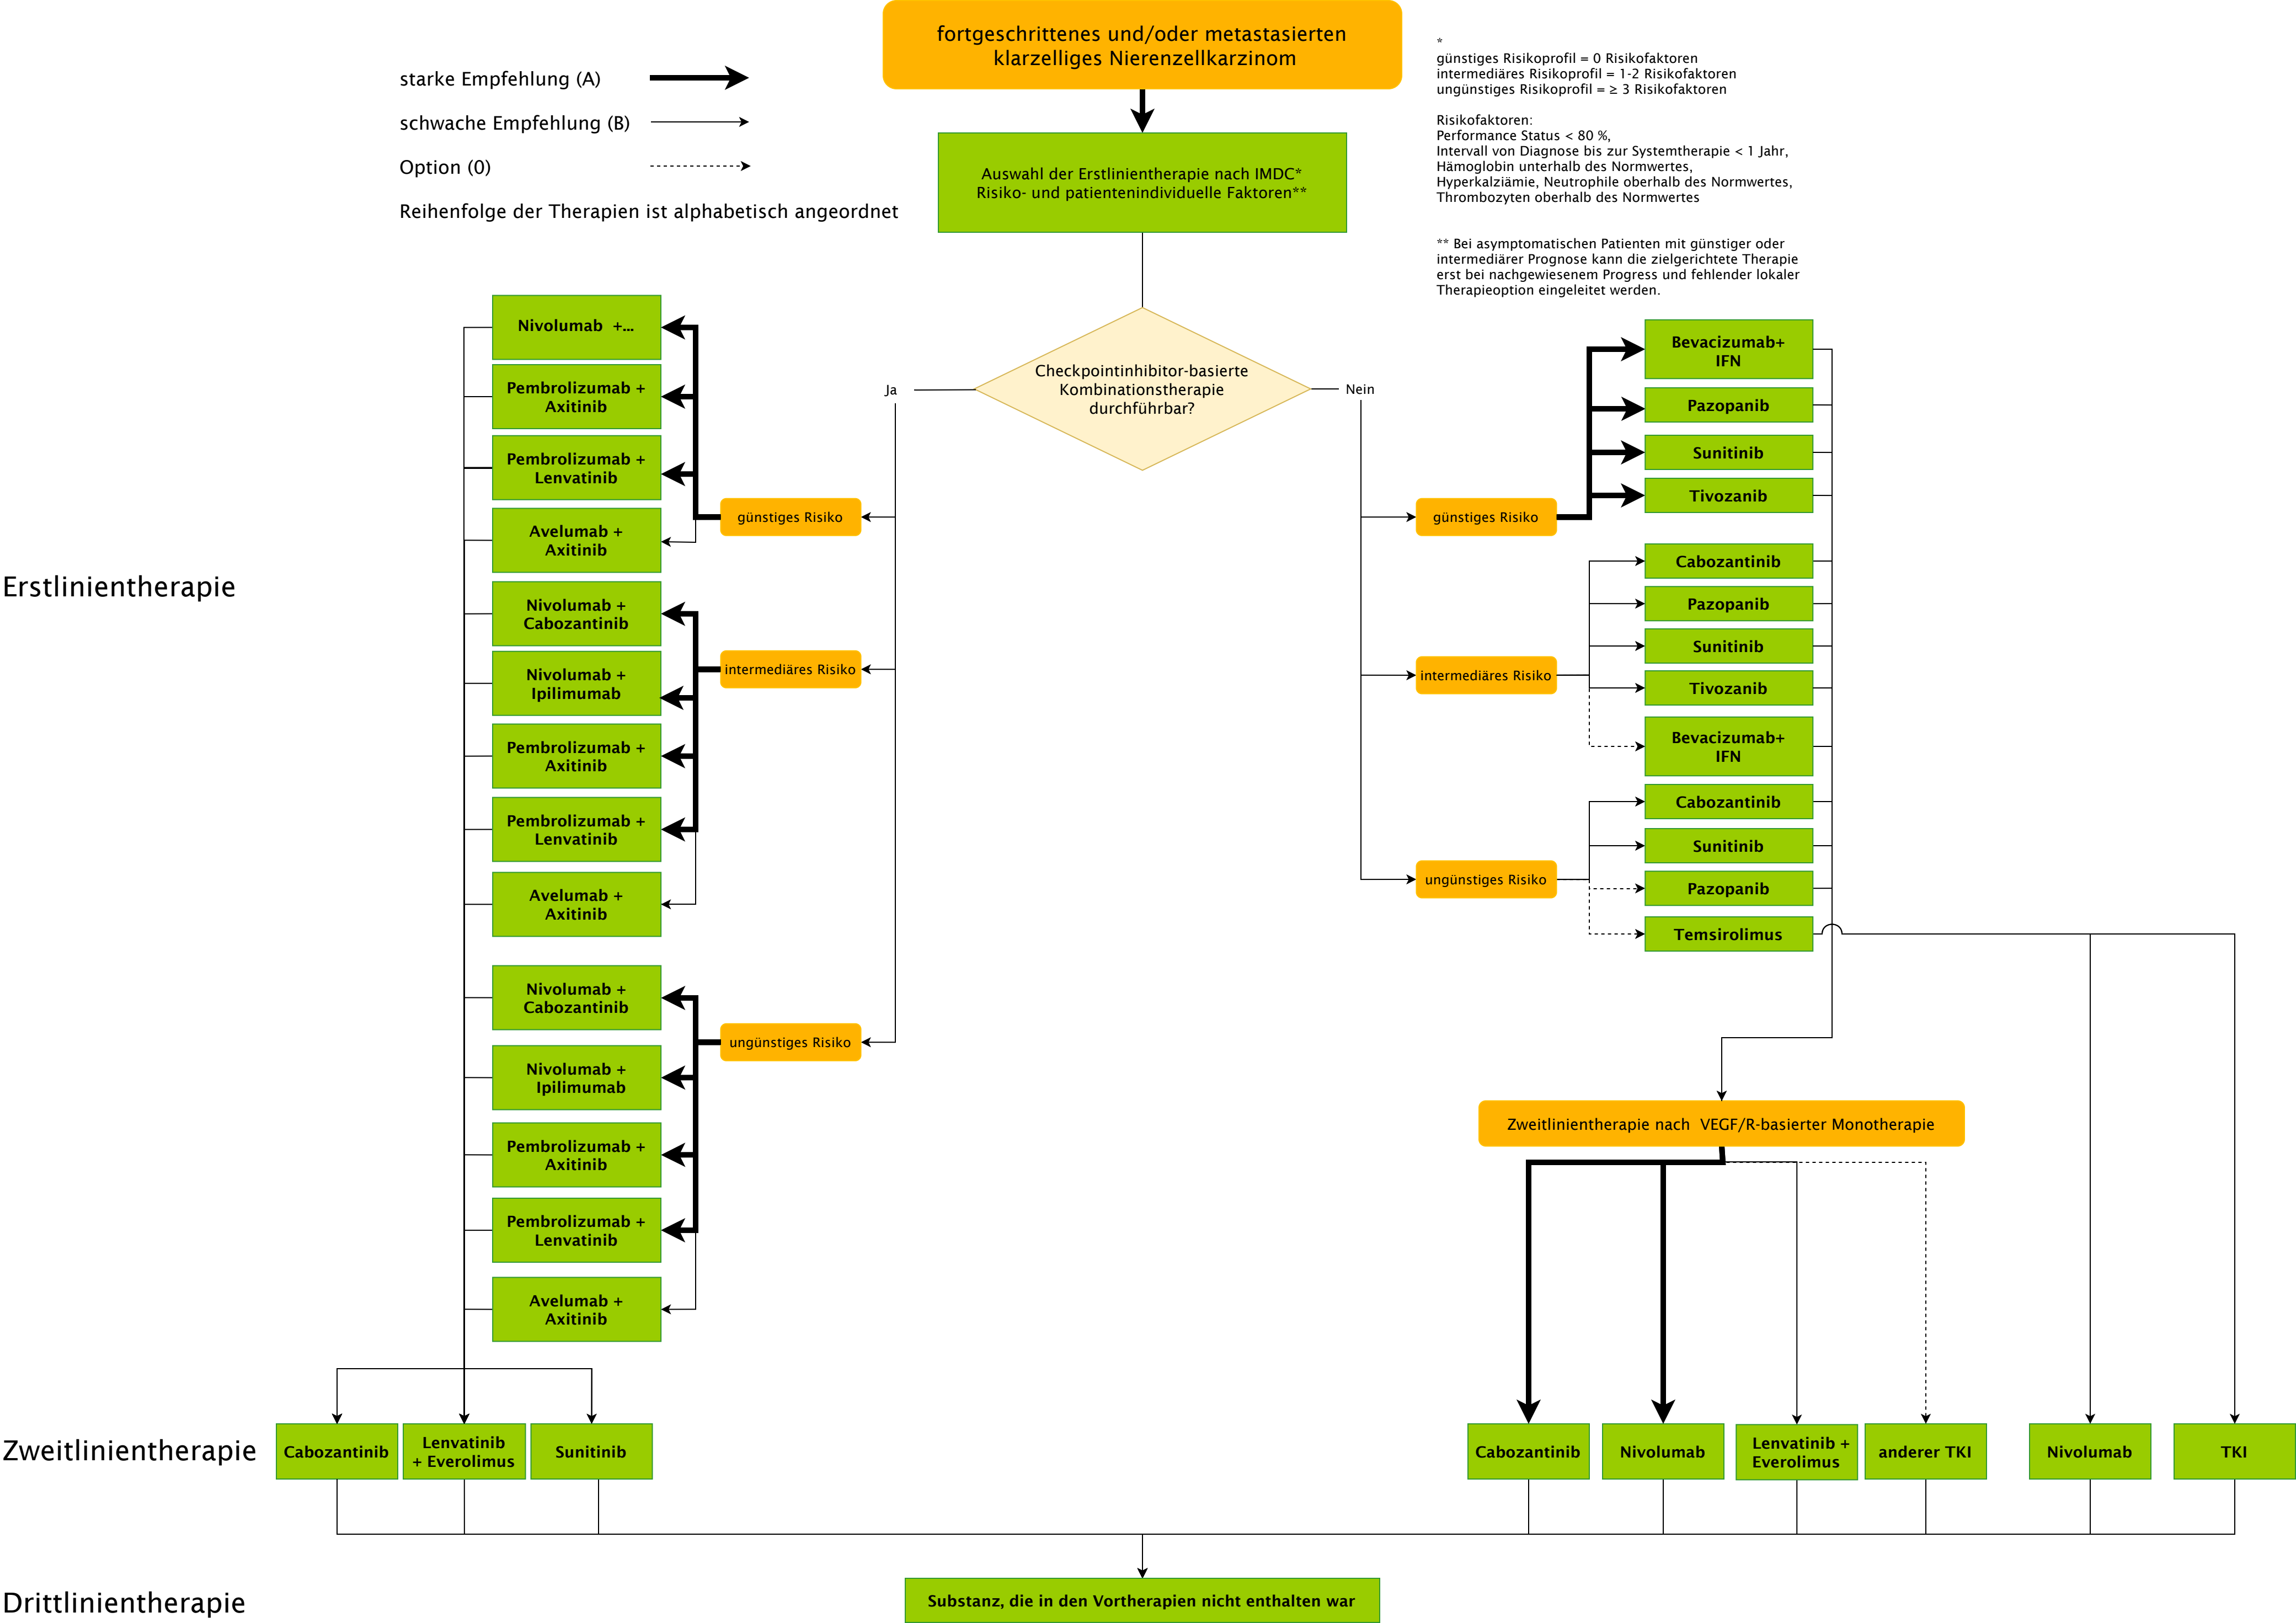 fortgeschrittenes und/oder metastasierten
klarzelliges Nierenzellkarzinom
starke Empfehlung (A)
schwache Empfehlung (B)
Option (0)
Reihenfolge der Therapien ist alphabetisch angeordnet
*
günstiges Risikoprofil = 0 Risikofaktoren
intermediäres Risikoprofil = 1-2 Risikofaktoren
ungünstiges Risikoprofil = ≥ 3 Risikofaktoren
Risikofaktoren:
Performance Status < 80 %,
Intervall von Diagnose bis zur Systemtherapie < 1 Jahr,
Hämoglobin unterhalb des Normwertes,
Hyperkalziämie, Neutrophile oberhalb des Normwertes,
Thrombozyten oberhalb des Normwertes
** Bei asymptomatischen Patienten mit günstiger oder
intermediärer Prognose kann die zielgerichtete Therapie
erst bei nachgewiesenem Progress und fehlender lokaler
Therapieoption eingeleitet werden.
Auswahl der Erstlinientherapie nach IMDC*
Risiko- und patientenindividuelle Faktoren**
Checkpointinhibitor-basierte
Kombinationstherapie
durchführbar?
Ja
Nein
Erstlinientherapie
Nivolumab +...
Pembrolizumab +
Axitinib
Pembrolizumab +
Lenvatinib
Avelumab +
Axitinib
günstiges Risiko
Nivolumab +
Cabozantinib
Nivolumab +
Ipilimumab
Pembrolizumab +
Axitinib
Pembrolizumab +
Lenvatinib
Avelumab +
Axitinib
intermediäres Risiko
Nivolumab +
Cabozantinib
Nivolumab +
Ipilimumab
Pembrolizumab +
Axitinib
Pembrolizumab +
Lenvatinib
Avelumab +
Axitinib
ungünstiges Risiko
günstiges Risiko
Bevacizumab+
IFN
Pazopanib
Sunitinib
Tivozanib
intermediäres Risiko
Cabozantinib
Pazopanib
Sunitinib
Tivozanib
Bevacizumab+
IFN
ungünstiges Risiko
Cabozantinib
Sunitinib
Pazopanib
Temsirolimus
Zweitlinientherapie nach VEGF/R-basierter Monotherapie
Zweitlinientherapie
Cabozantinib
Lenvatinib
+ Everolimus
Sunitinib
Cabozantinib
Nivolumab
Lenvatinib +
Everolimus
anderer TKI
Nivolumab
TKI
Drittlinientherapie
Substanz, die in den Vortherapien nicht enthalten war